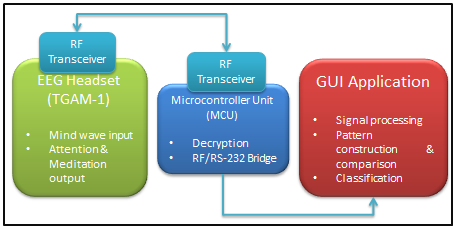 RF
Transceiver
EEG Headset
(TGAM-1)
• Mind wave input
• Attention &
Meditation
output
RF
Transceiver
Microcontroller Unit
(MCU)
• Decryption
• RF/RS-232 Bridge
GUI Application
• Signal processing
• Pattern
construction &
comparison
• Classification